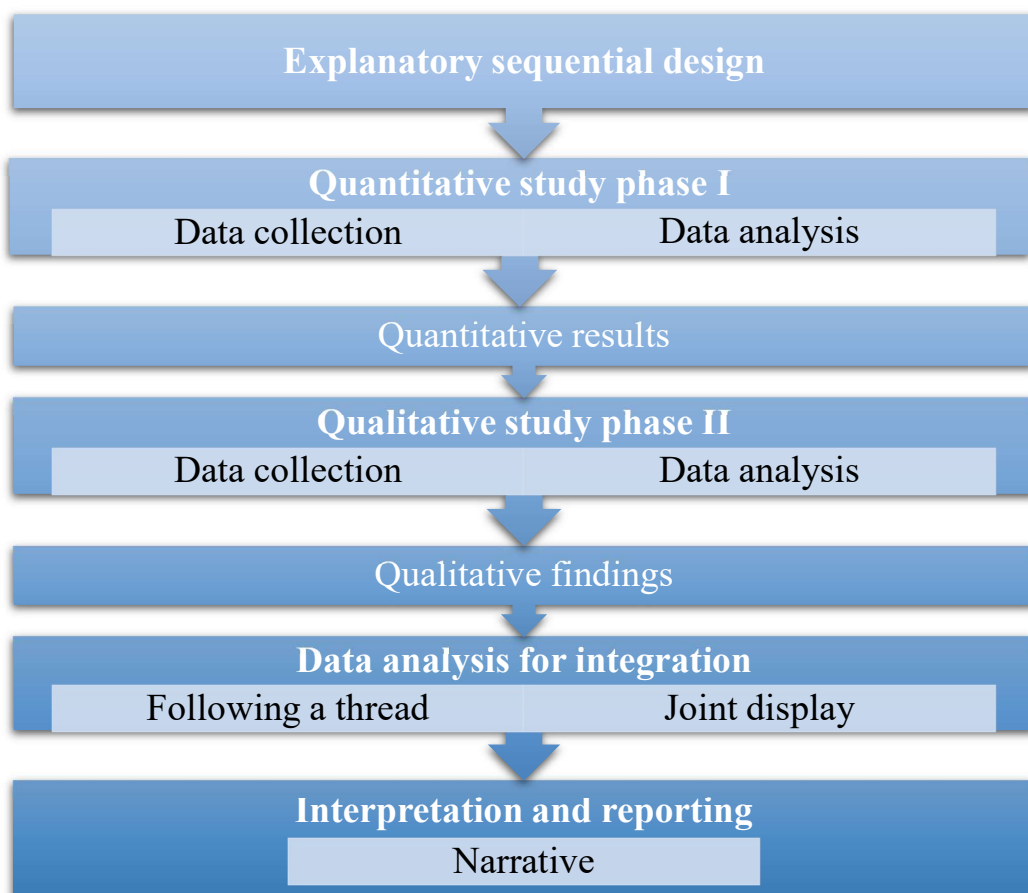 Explanatory sequential design
Quantitative study phase I
Data collection Data analysis
Quantitative results
Qualitative study phase II
Data collection Data analysis
Qualitative findings
Data analysis for integration
Following a thread Joint display
Interpretation and reporting
Narrative